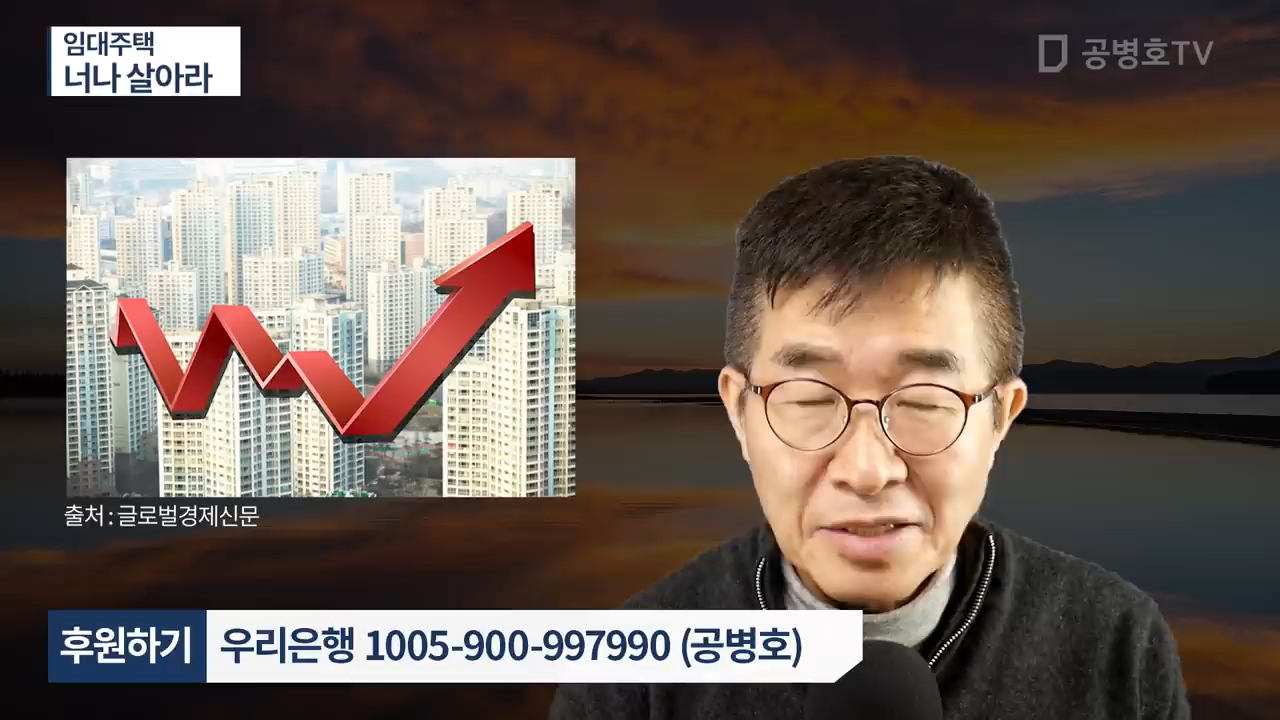 임대주택
너나 살아라
공병호TV
출처 : 글로벌경제신문
후원하기
우리은행 1005-900-997990 (공병호)